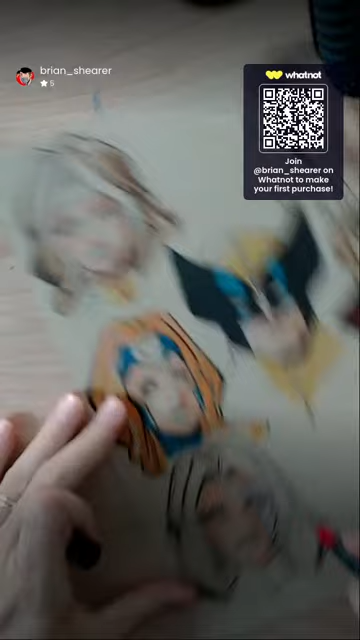 brian_shearer
★ 5
whatnot
Join
@brian_shearer on
Whatnot to make
your first purchase!